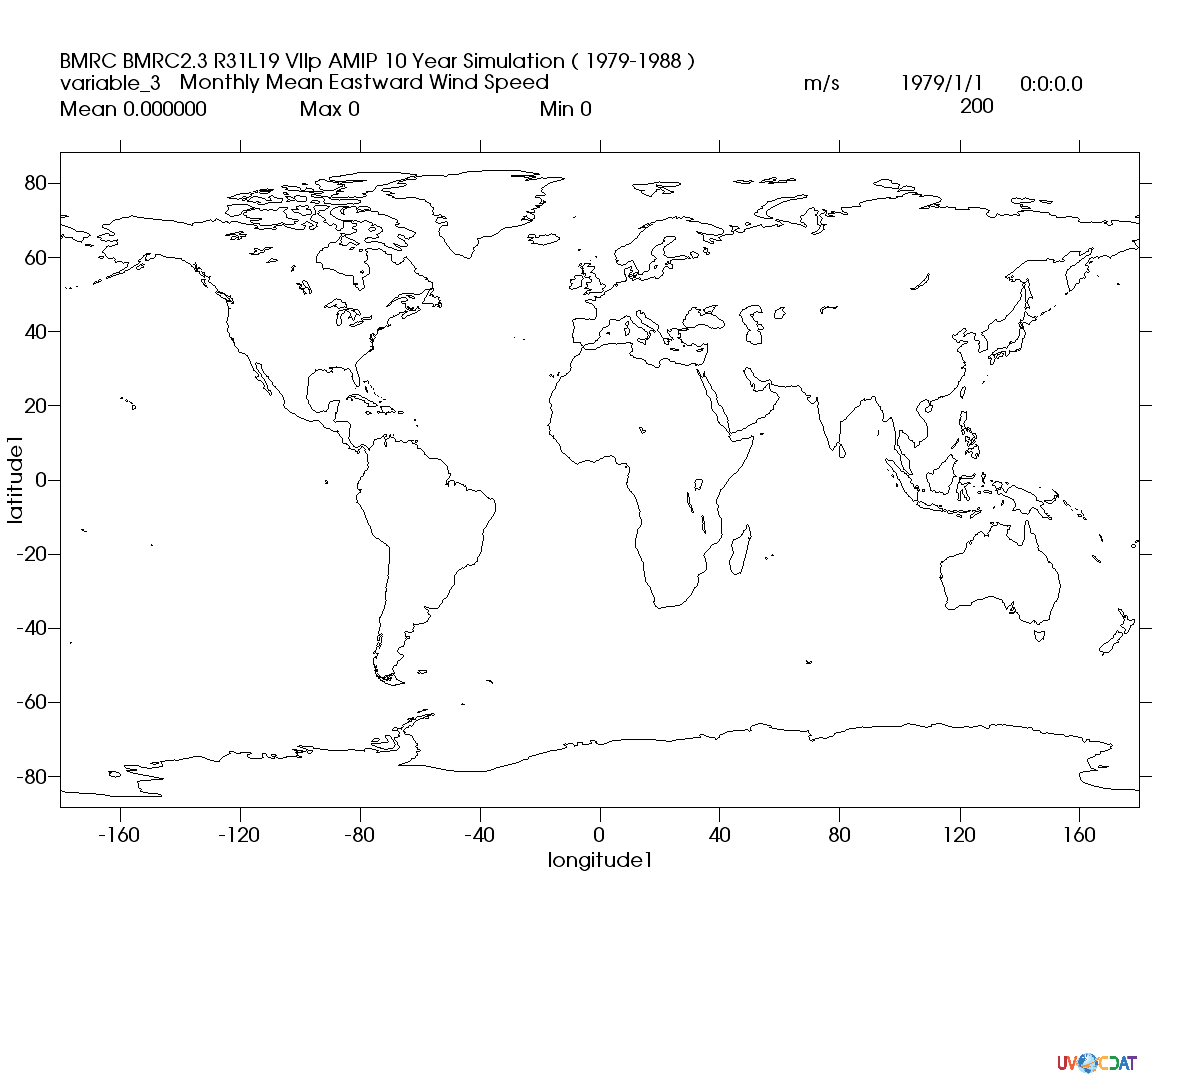 BMRC BMRC2.3 R31L19 VIIp AMIP 10 Year Simulation ( 1979-1988 )
variable_3 Monthly Mean Eastward Wind Speed m/s 1979/1/1 0:0:0.0
Mean 0.000000 Max 0 Min 0 200
80
60
40
20
0
-20
-40
-60
-80
latitude1
-160 -120 -80 -40 0 40 80 120 160
longitude1
UV CDAT